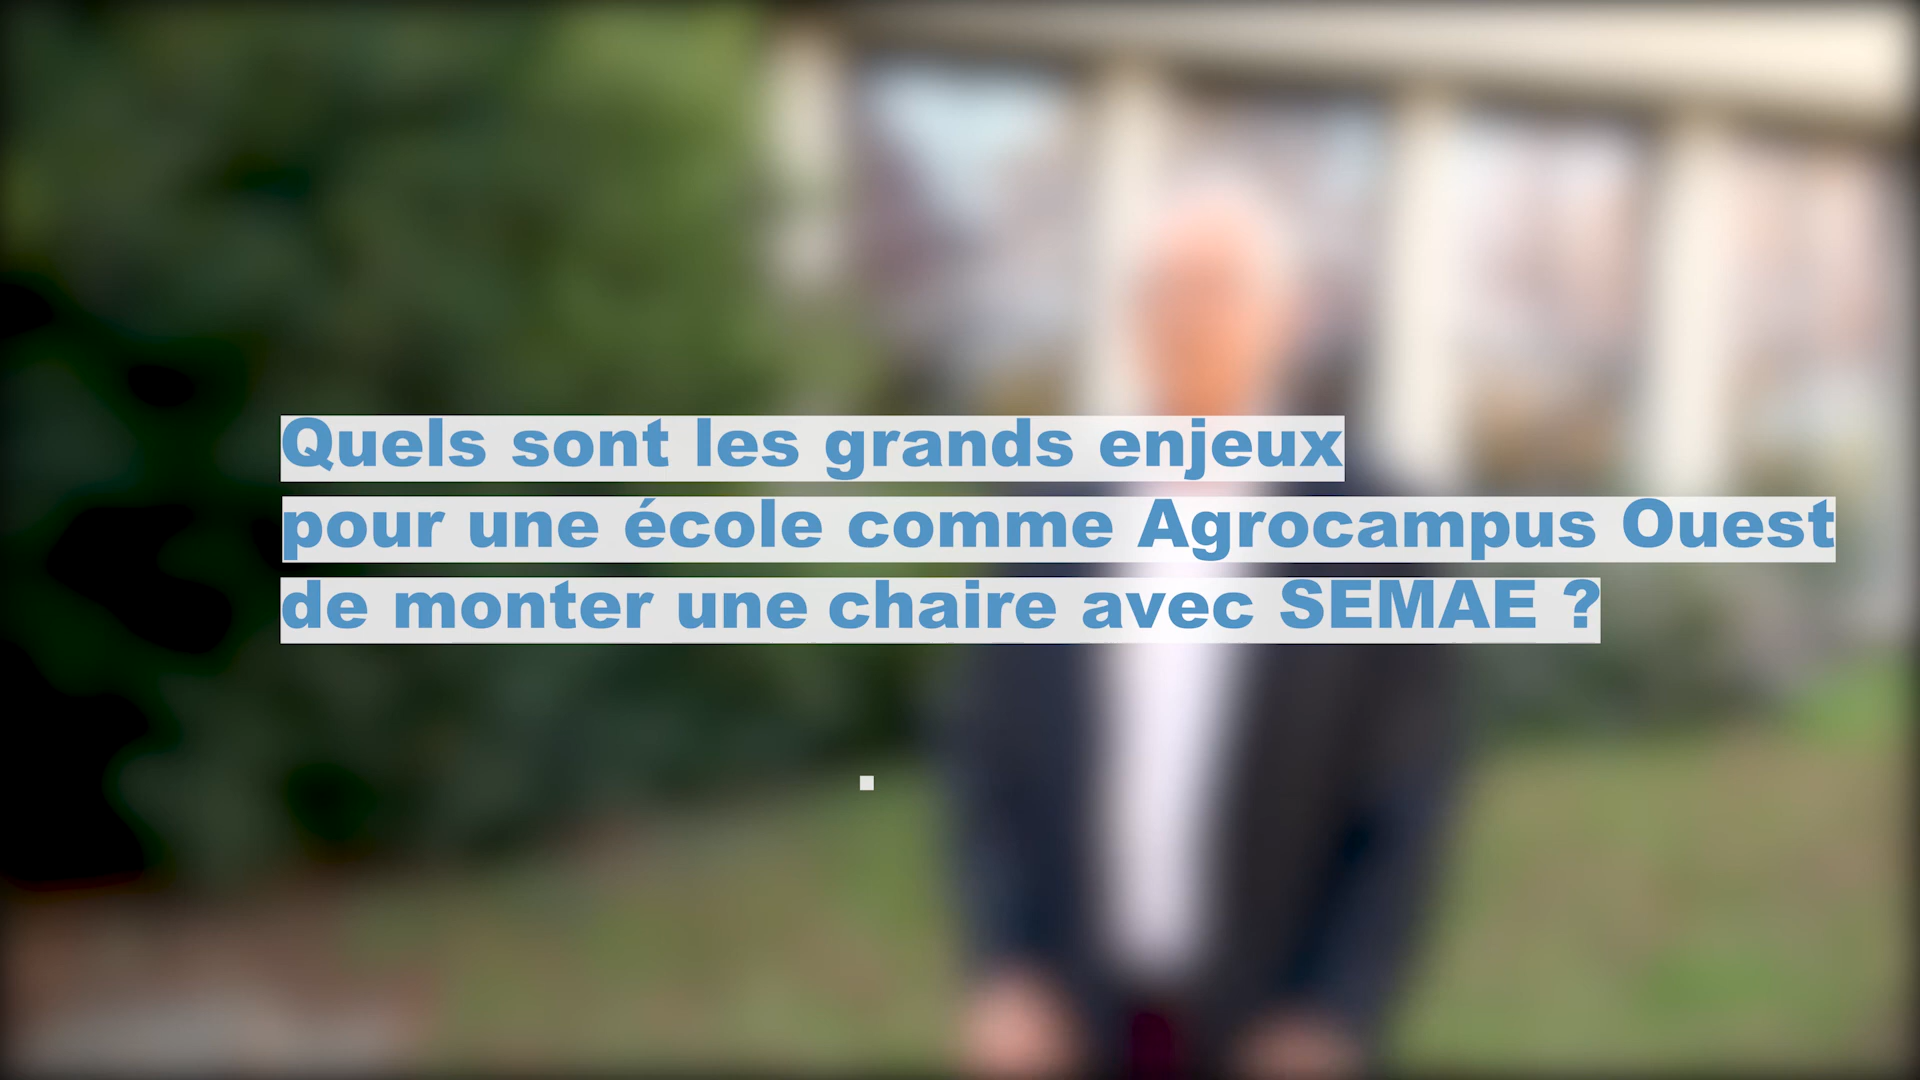 Quels sont les grands enjeux
pour une école comme Agrocampus Ouest
de monter une chaire avec SEMAE ?